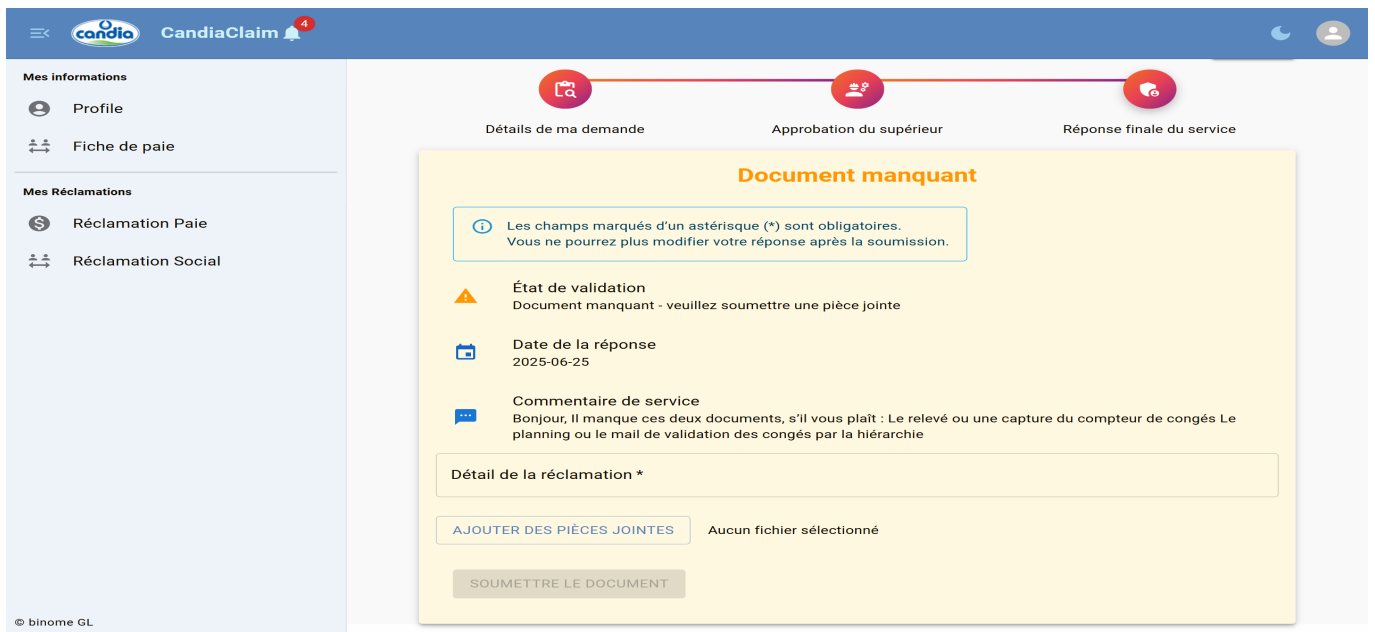 candia
CandiaClaim
4
Mes informations
Profile
Fiche de paie
Mes Réclamations
Réclamation Paie
Réclamation Social
© binome GL
Détails de ma demande
Approbation du supérieur
Réponse finale du service
Document manquant
Les champs marqués d’un astérisque (*) sont obligatoires.
Vous ne pourrez plus modifier votre réponse après la soumission.
État de validation
Document manquant - veuillez soumettre une pièce jointe
Date de la réponse
2025-06-25
Commentaire de service
Bonjour, Il manque ces deux documents, s’il vous plaît : Le relevé ou une capture du compteur de congés Le
planning ou le mail de validation des congés par la hiérarchie
Détail de la réclamation *
AJOUTER DES PIÈCES JOINTES
Aucun fichier sélectionné
SOUMETTRE LE DOCUMENT